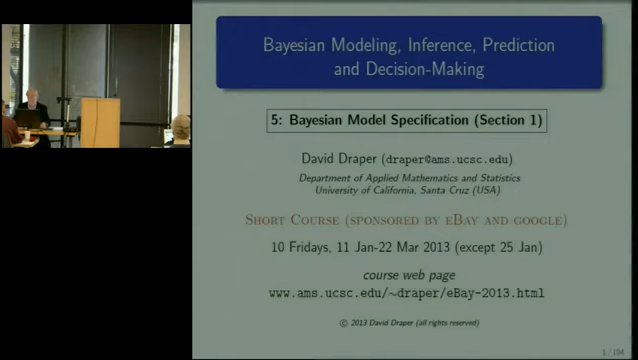 Bayesian Modeling, Inference, Prediction
and Decision-Making
5: Bayesian Model Specification (Section 1)
David Draper (draper@ams.ucsc.edu)
Department of Applied Mathematics and Statistics
University of California, Santa Cruz (USA)
Short Course (sponsored by eBay and google)
10 Fridays, 11 Jan-22 Mar 2013 (except 25 Jan)
course web page
www.ams.ucsc.edu/~draper/eBay-2013.html
© 2013 David Draper (all rights reserved)
1 / 104